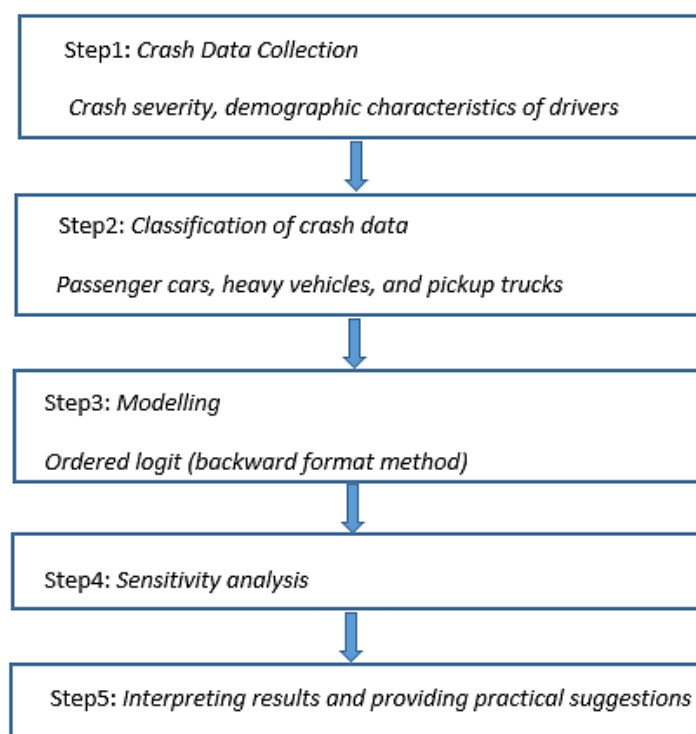 Step1: Crash Data Collection
Crash severity, demographic characteristics of drivers
Step2: Classification of crash data
Passenger cars, heavy vehicles, and pickup trucks
Step3: Modelling
Ordered logit (backward format method)
Step4: Sensitivity analysis
Step5: Interpreting results and providing practical suggestions